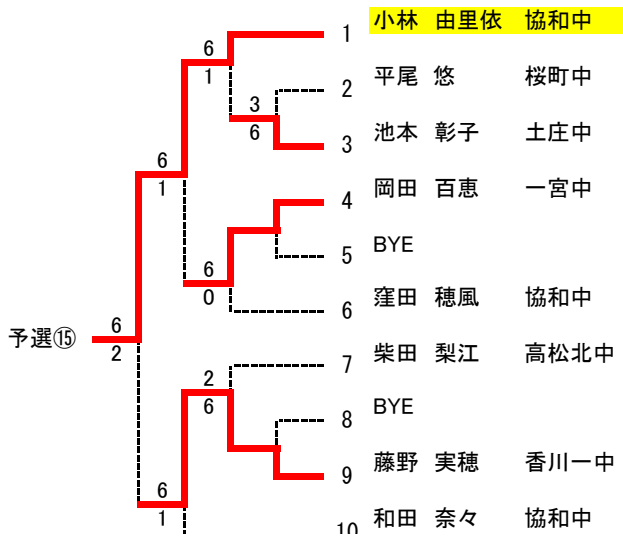 1 小林 由里依 協和中
6
1
2 平尾 悠 桜町中
3
6
3 池本 彰子 土庄中
6
1
4 岡田 百恵 一宮中
5 BYE
6
0
6 窪田 穂風 協和中
予選⑮
6
2
7 柴田 梨江 高松北中
2
6
8 BYE
9 藤野 実穂 香川一中
6
1
10 和田 奈々 協和中